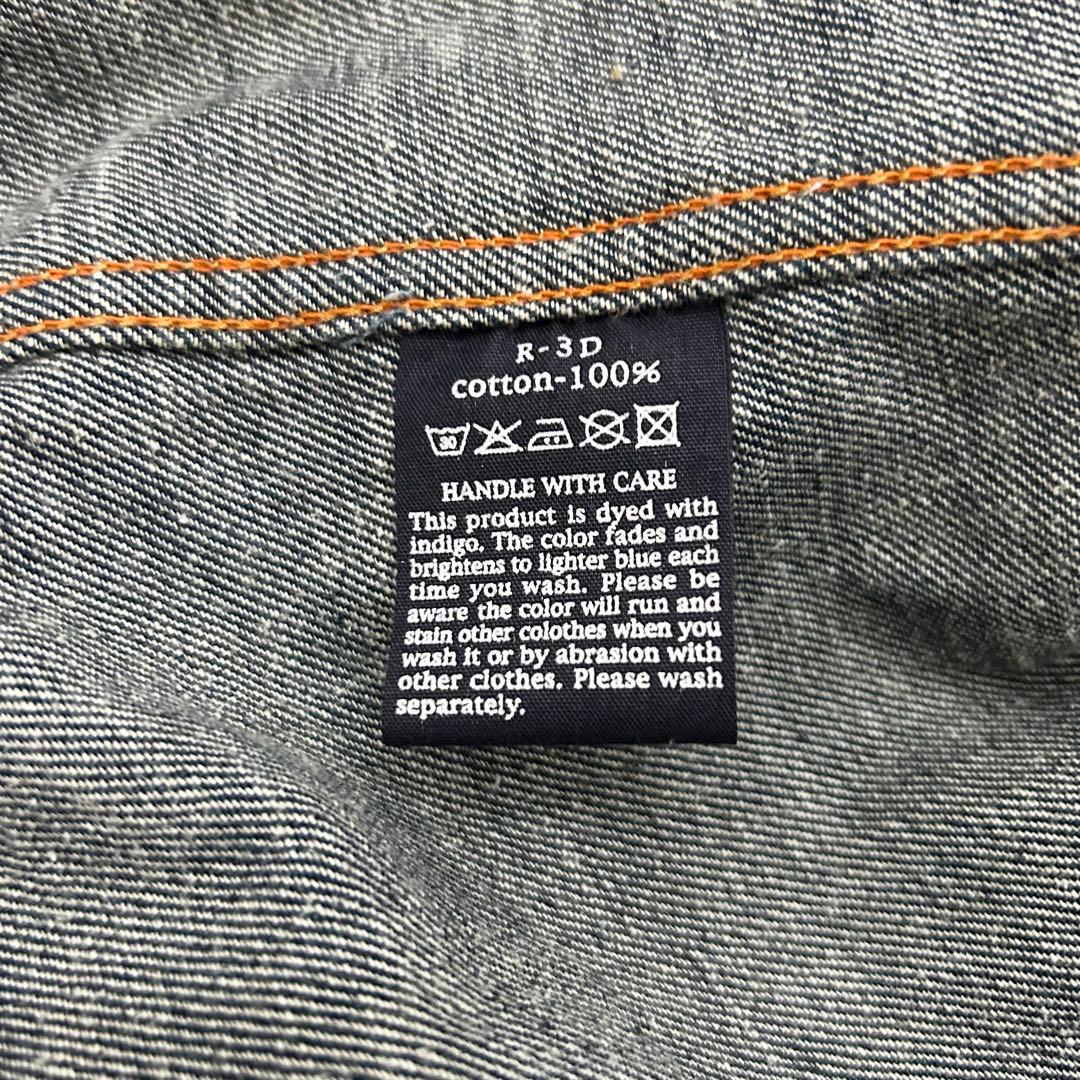 R-3D
cotton-100%
30
HANDLE WITH CARE
This product is dyed with
indigo. The color fades and
brightens to lighter blue each
time you wash. Please be
aware the color will run and
stain other colothes when you
wash it or by abrasion with
other clothes. Please wash
separately.